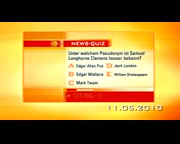 NEWS-QUIZ
Unter welchem Pseudonym ist Samuel
Langhorne Clemens besser bekannt?
A Edgar Allan Poe
D Jack London
B Edgar Wallace
E William Shakespeare
C Mark Twain
11.05.2010